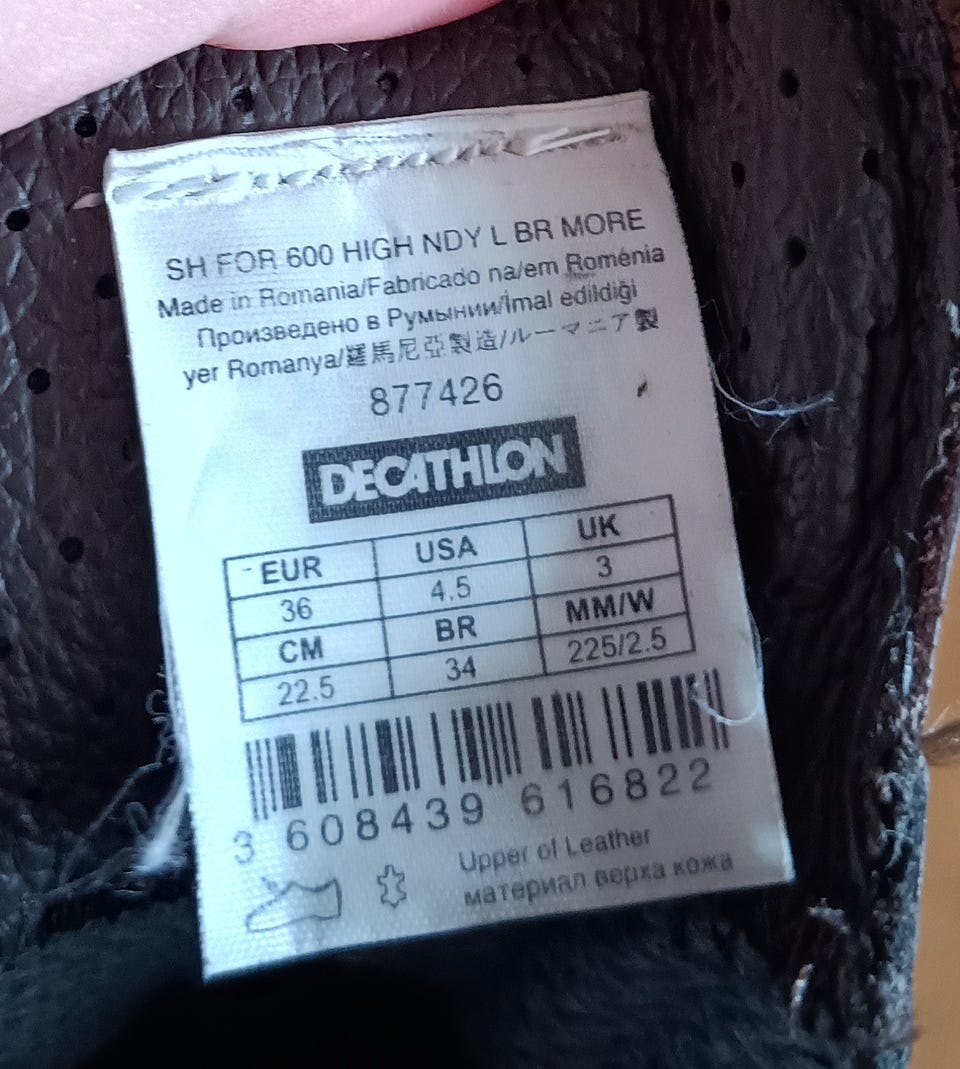 SH FOR 600 HIGH NDY L BR MORE
Made in Romania/Fabricado na/em Roménia
Произведено в Румынии/İmal edildiği
yer Romanya/羅馬尼亞製造/ルーマニア製
877426
DECATHLON
EUR USA UK
36 4.5 3
CM BR MM/W
22.5 34 225/2.5
3 608439 616822
Upper of Leather
материал верха кожа